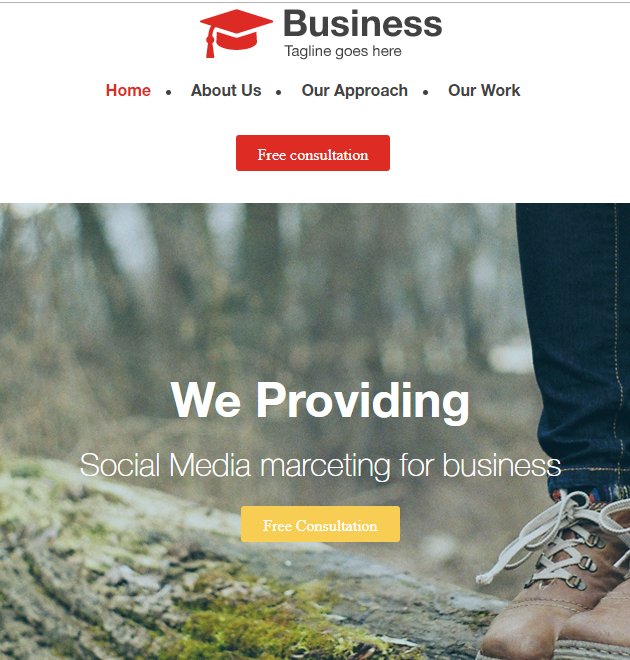 Business
Tagline goes here
Home • About Us • Our Approach • Our Work
Free consultation
We Providing
Social Media marceting for business
Free Consultation